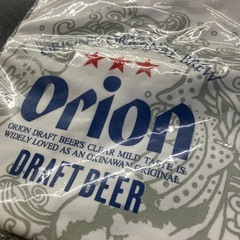 Orion
ORION DRAFT BEER'S CLEAR MILD TASTE IS
WIDELY LOVED AS AN OKINAWAN ORIGINAL.
DRAFT BEER